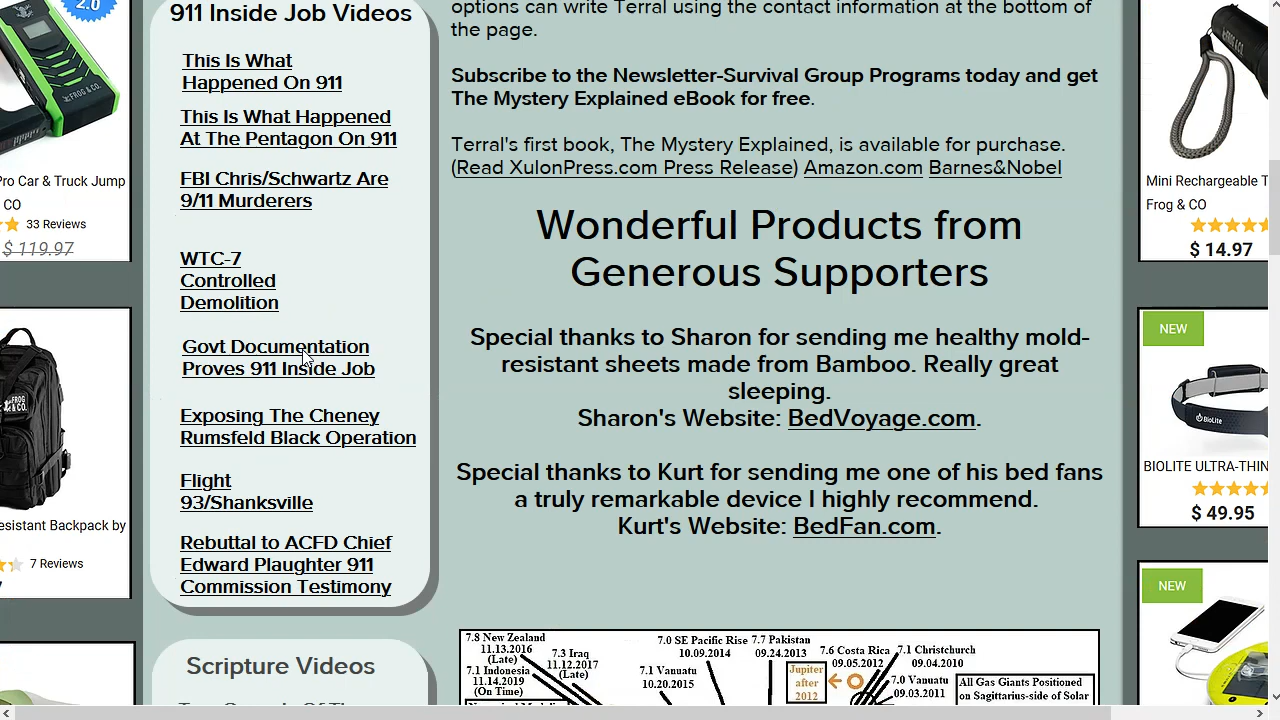 2.0
FROG & CO.
Pro Car & Truck Jump
CO
33 Reviews
$ 119.97
FROG
& CO.
esistant Backpack by
7 Reviews
911 Inside Job Videos
This Is What
Happened On 911
This Is What Happened
At The Pentagon On 911
FBI Chris/Schwartz Are
9/11 Murderers
WTC-7
Controlled
Demolition
Govt Documentation
Proves 911 Inside Job
Exposing The Cheney
Rumsfeld Black Operation
Flight
93/Shanksville
Rebuttal to ACFD Chief
Edward Plaughter 911
Commission Testimony
Scripture Videos
options can write Terral using the contact information at the bottom of
the page.
Subscribe to the Newsletter-Survival Group Programs today and get
The Mystery Explained eBook for free.
Terral's first book, The Mystery Explained, is available for purchase.
(Read XulonPress.com Press Release) Amazon.com Barnes&Nobel
Wonderful Products from
Generous Supporters
Special thanks to Sharon for sending me healthy mold-
resistant sheets made from Bamboo. Really great
sleeping.
Sharon's Website: BedVoyage.com.
Special thanks to Kurt for sending me one of his bed fans
a truly remarkable device I highly recommend.
Kurt's Website: BedFan.com.
7.8 New Zealand
11.13.2016
(Late)
7.1 Indonesia
11.14.2019
(On Time)
7.3 Iraq
11.12.2017
(Late)
7.0 SE Pacific Rise
10.09.2014
7.1 Vanuatu
10.20.2015
7.7 Pakistan
09.24.2013
Jupiter
after
2012
7.6 Costa Rica
09.05.2012
7.1 Christchurch
09.04.2010
7.0 Vanuatu
09.03.2011
All Gas Giants Positioned
on Sagittarius-side of Solar
Mini Rechargeable T
Frog & CO
$ 14.97
NEW
BioLite
BIOLITE ULTRA-THIN
$ 49.95
NEW